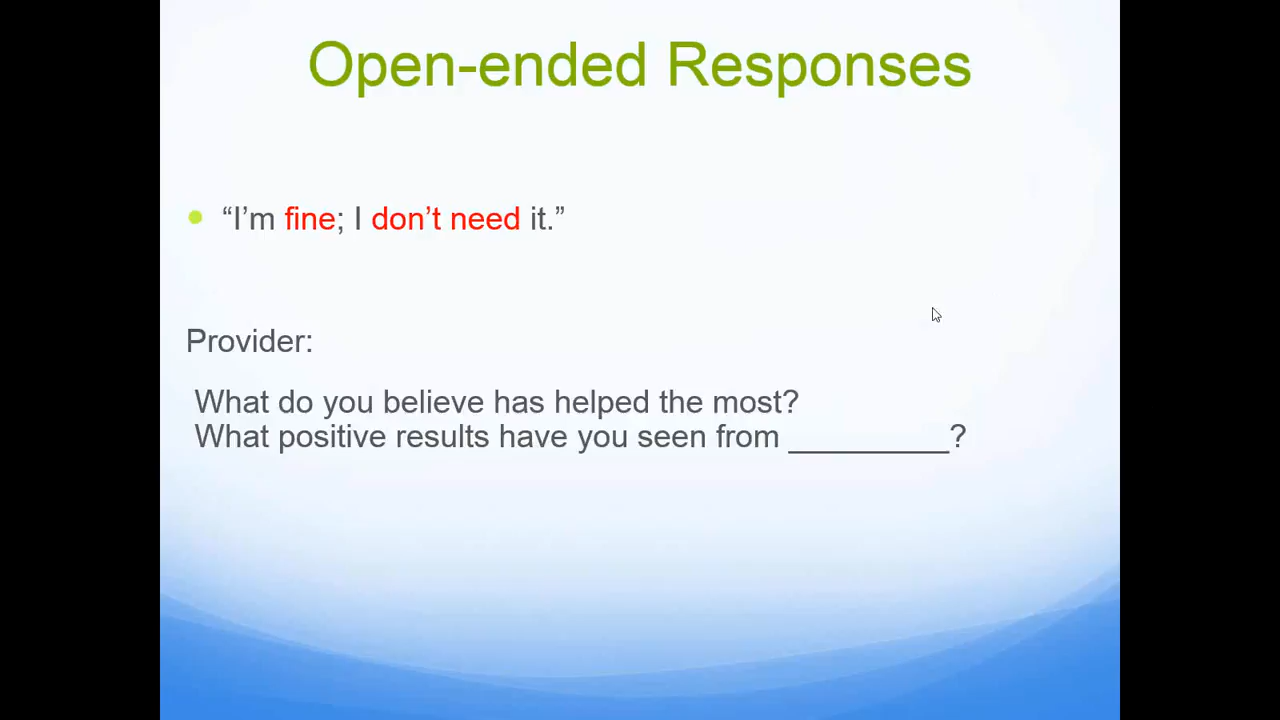 Open-ended Responses
“I’m fine; I don’t need it.”
Provider:
What do you believe has helped the most?
What positive results have you seen from _________?